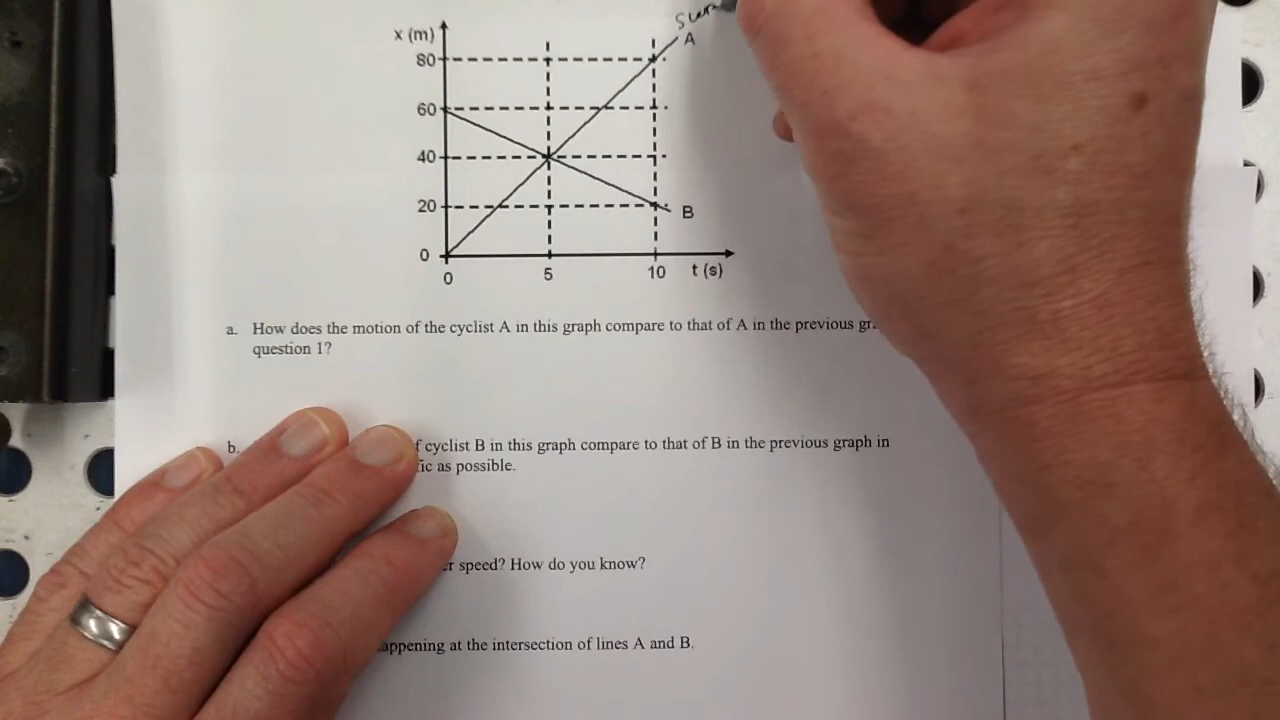 x (m)
A
80
60
40
20
B
0
0 5 10 t (s)
a. How does the motion of the cyclist A in this graph compare to that of A in the previous
question 1?
b. cyclist B in this graph compare to that of B in the previous graph in
as possible.
speed? How do you know?
at the intersection of lines A and B.